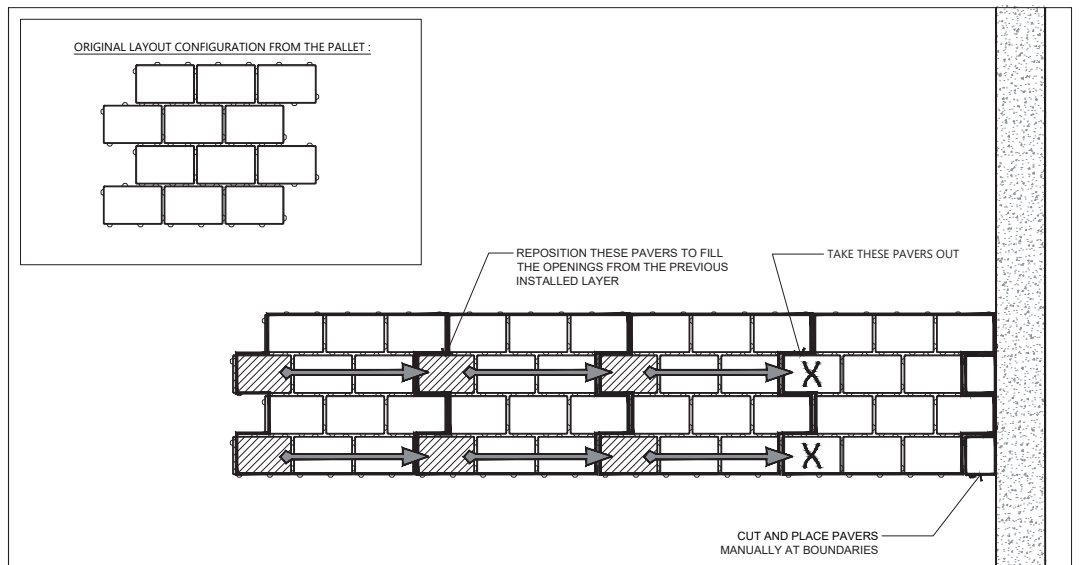 ORIGINAL LAYOUT CONFIGURATION FROM THE PALLET :
REPOSITION THESE PAVERS TO FILL
THE OPENINGS FROM THE PREVIOUS
INSTALLED LAYER
TAKE THESE PAVERS OUT
X
X
CUT AND PLACE PAVERS
MANUALLY AT BOUNDARIES